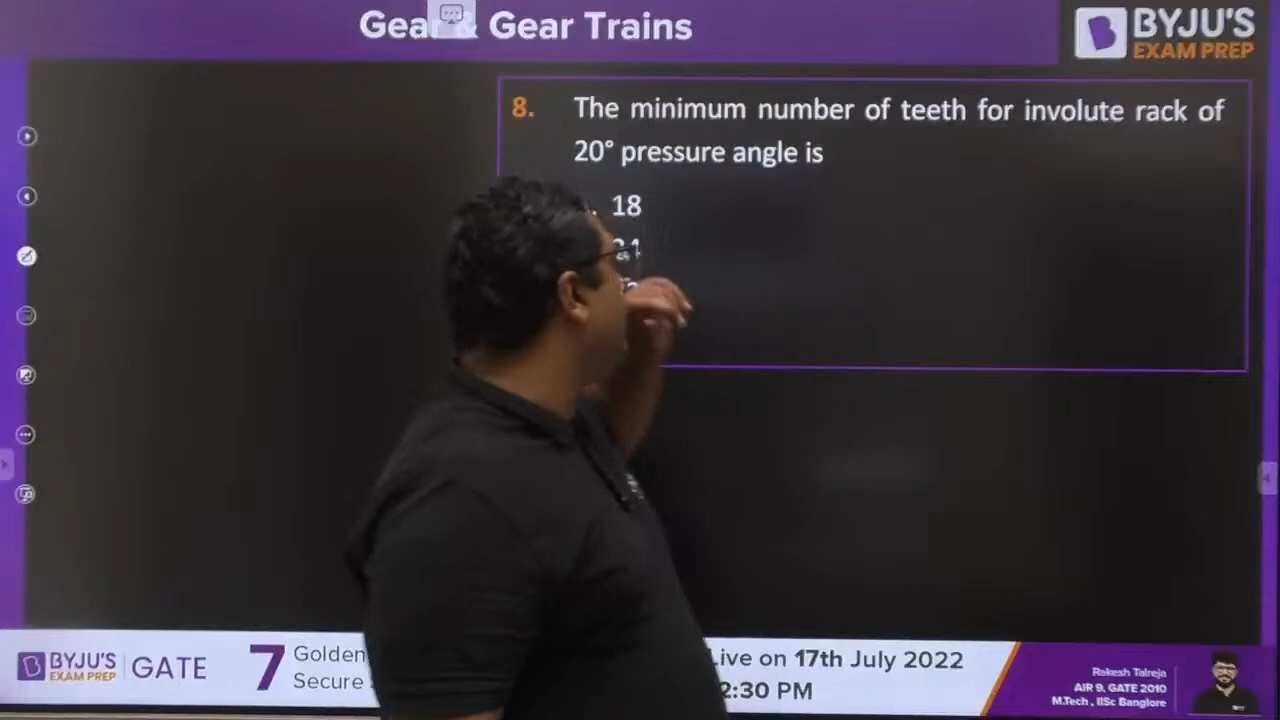 Gear & Gear Trains
BYJU'S
EXAM PREP
8. The minimum number of teeth for involute rack of
20° pressure angle is
18
21
BYJU'S
EXAM PREP
GATE
7
Golden
Secure
Live on 17th July 2022
2:30 PM
Rakesh Talreja
AIR 9, GATE 2010
M.Tech , IISc Banglore